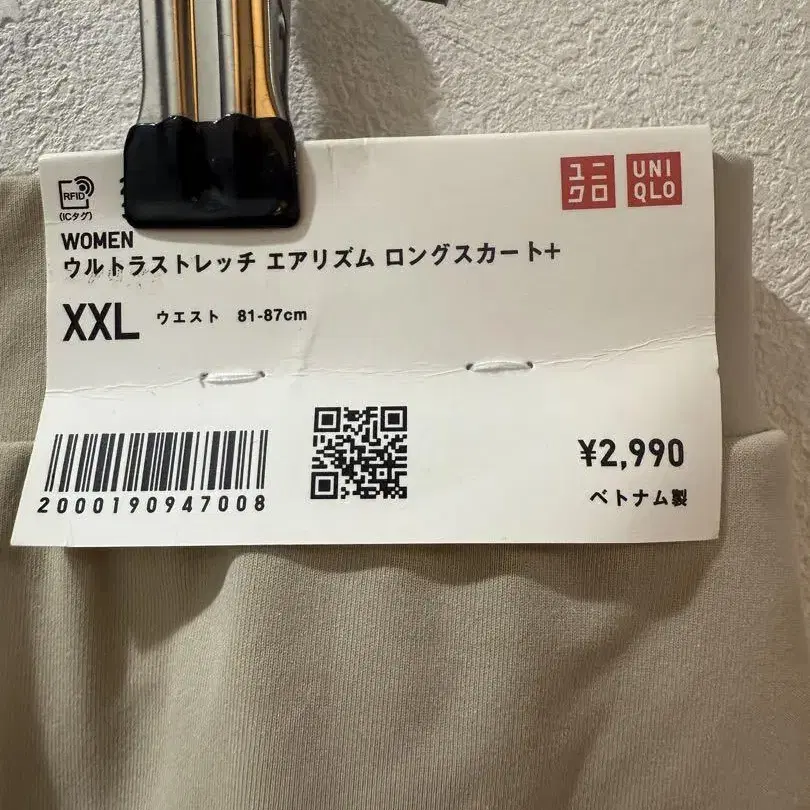 RFID
(ICタグ)
ユニ
クロ
UNI
QLO
WOMEN
ウルトラストレッチ エアリズム ロングスカート+
XXL ウエスト 81-87cm
2000190947008
¥2,990
ベトナム製